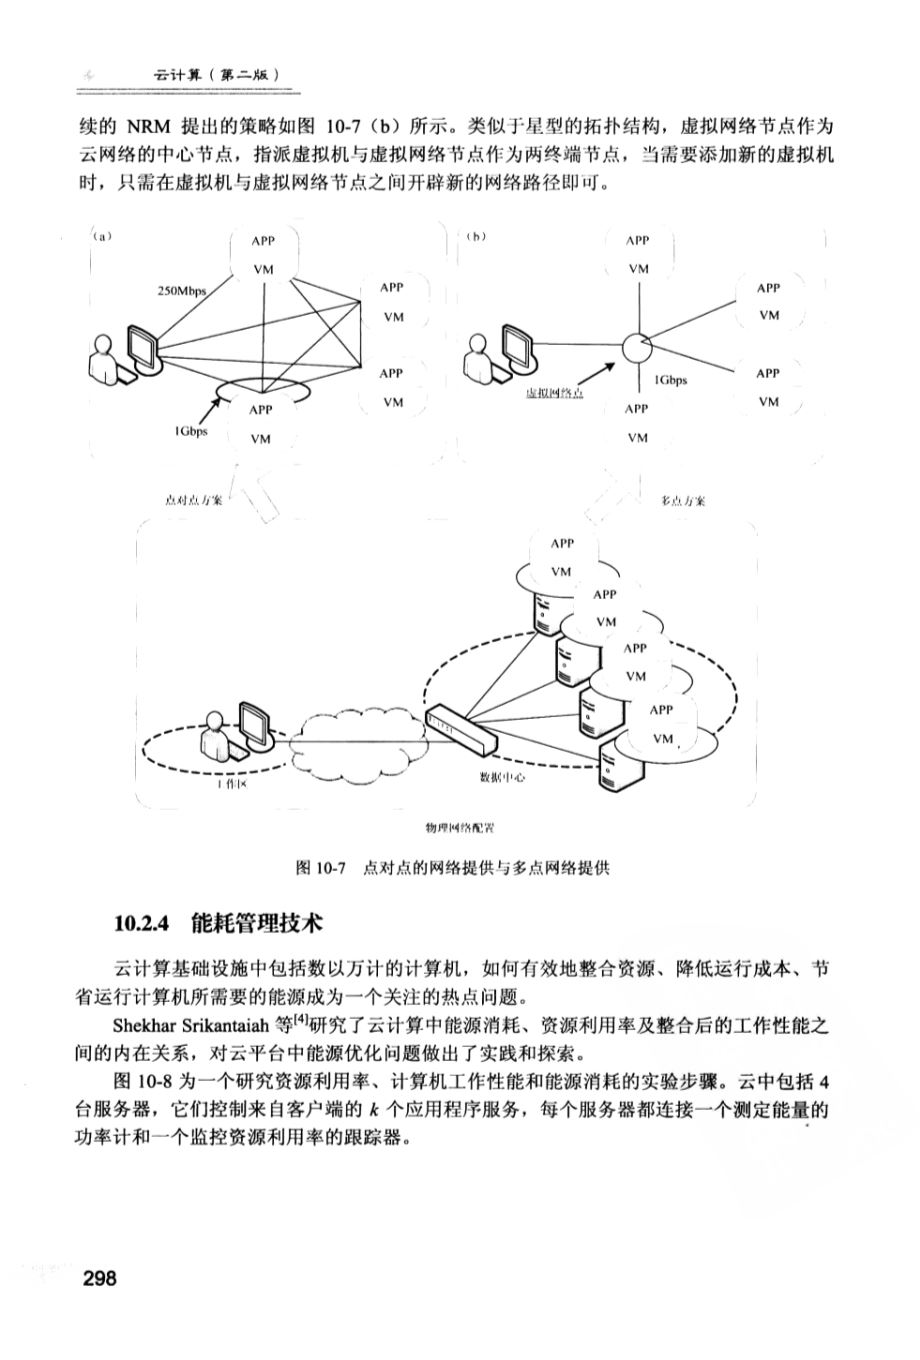 云计算（第二版）
续的 NRM 提出的策略如图 10-7（b）所示。类似于星型的拓扑结构，虚拟网络节点作为
云网络的中心节点，指派虚拟机与虚拟网络节点作为两终端节点，当需要添加新的虚拟机
时，只需在虚拟机与虚拟网络节点之间开辟新的网络路径即可。
（a）
APP
VM
250Mbps
APP
VM
APP
VM
APP
VM
1Gbps
点对点方案
（b）
APP
VM
APP
VM
APP
VM
1Gbps
虚拟网络点
APP
VM
多点方案
APP
VM
APP
VM
APP
VM
APP
VM
工作区
数据中心
物理网络配置
图 10-7 点对点的网络提供与多点网络提供
10.2.4 能耗管理技术
云计算基础设施中包括数以万计的计算机，如何有效地整合资源、降低运行成本、节
省运行计算机所需要的能源成为一个关注的热点问题。
Shekhar Srikantaiah 等[4]研究了云计算中能源消耗、资源利用率及整合后的工作性能之
间的内在关系，对云平台中能源优化问题做出了实践和探索。
图 10-8 为一个研究资源利用率、计算机工作性能和能源消耗的实验步骤。云中包括 4
台服务器，它们控制来自客户端的 k 个应用程序服务，每个服务器都连接一个测定能量的
功率计和一个监控资源利用率的跟踪器。
298